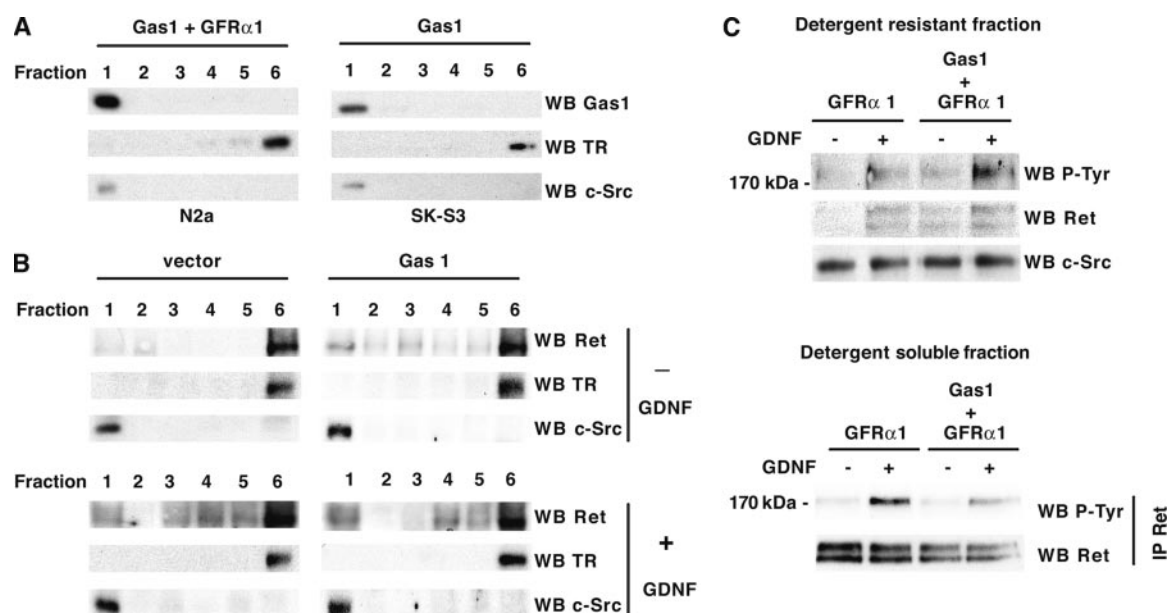 A
Gas1 + GFRα1
Gas1
Fraction 1 2 3 4 5 6
1 2 3 4 5 6
WB Gas1
WB TR
WB c-Src
N2a
SK-S3
B
vector
Gas 1
Fraction 1 2 3 4 5 6
1 2 3 4 5 6
WB Ret
WB TR
WB c-Src
–
GDNF
Fraction 1 2 3 4 5 6
1 2 3 4 5 6
WB Ret
WB TR
WB c-Src
+
GDNF
C
Detergent resistant fraction
Gas1
+
GFRα 1
GFRα 1
GDNF - + - +
170 kDa -
WB P-Tyr
WB Ret
WB c-Src
Detergent soluble fraction
Gas1
+
GFRα1
GFRα1
GDNF - + - +
170 kDa -
WB P-Tyr
WB Ret
IP Ret